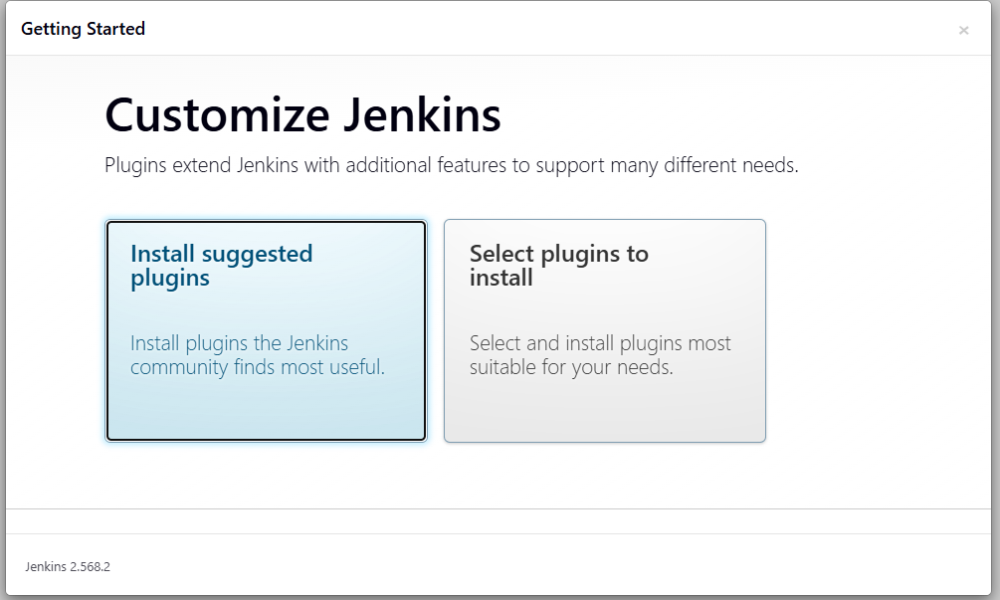 Getting Started
×
Customize Jenkins
Plugins extend Jenkins with additional features to support many different needs.
Install suggested
plugins
Install plugins the Jenkins
community finds most useful.
Select plugins to
install
Select and install plugins most
suitable for your needs.
Jenkins 2.568.2